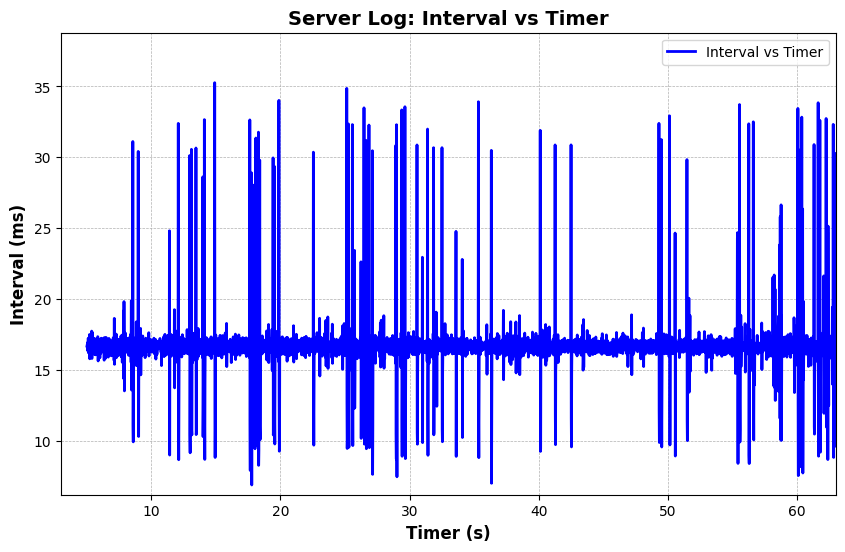 Server Log: Interval vs Timer
Interval vs Timer
Interval (ms)
35
30
25
20
15
10
10 20 30 40 50 60
Timer (s)